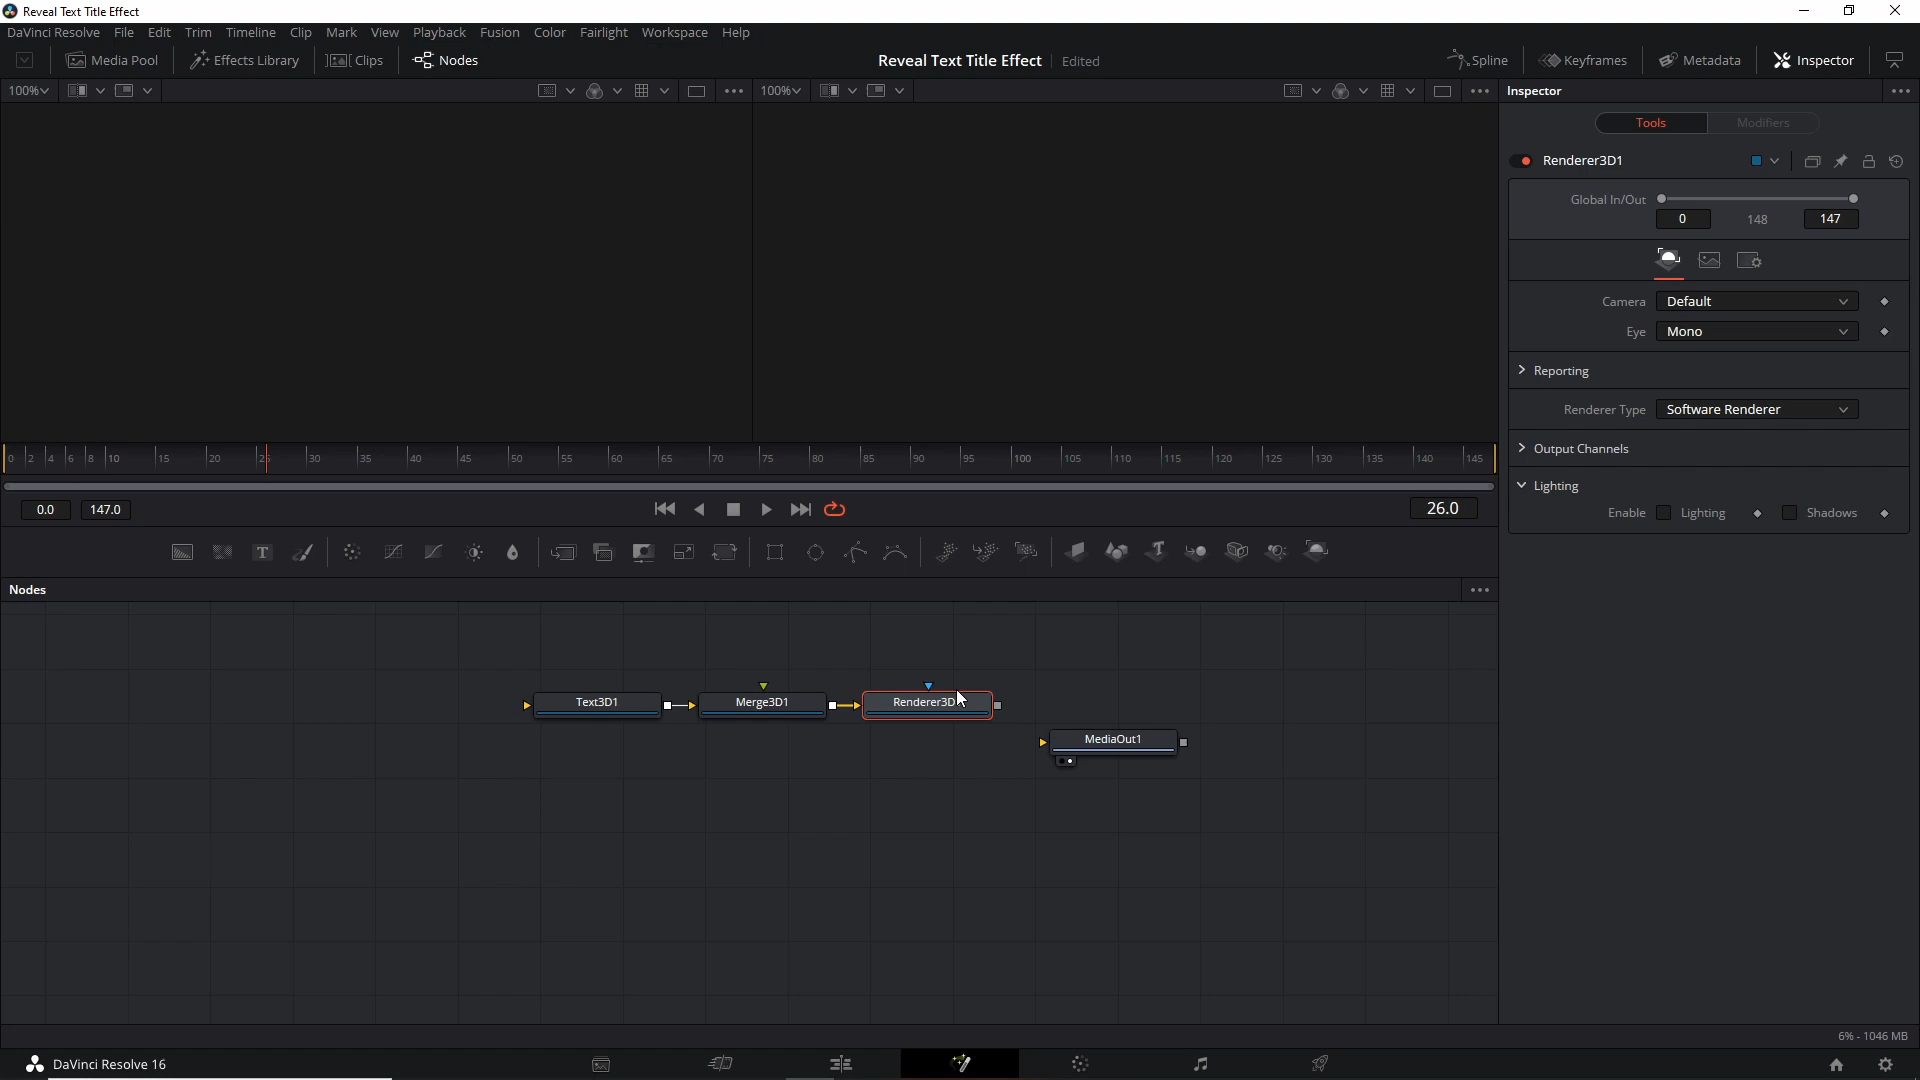 Reveal Text Title Effect
DaVinci Resolve File Edit Trim Timeline Clip Mark View Playback Fusion Color Fairlight Workspace Help
Media Pool Effects Library Clips Nodes Reveal Text Title Effect Edited Spline Keyframes Metadata Inspector
100% 100% Inspector
Tools Modifiers
Renderer3D1
Global In/Out
0 148 147
Camera Default
Eye Mono
Reporting
Renderer Type Software Renderer
Output Channels
Lighting
Enable Lighting Shadows
0 2 4 6 8 10 15 20 25 30 35 40 45 50 55 60 65 70 75 80 85 90 95 100 105 110 115 120 125 130 135 140 145
0.0 147.0 26.0
Nodes
Text3D1 Merge3D1 Renderer3D
MediaOut1
6% - 1046 MB
DaVinci Resolve 16